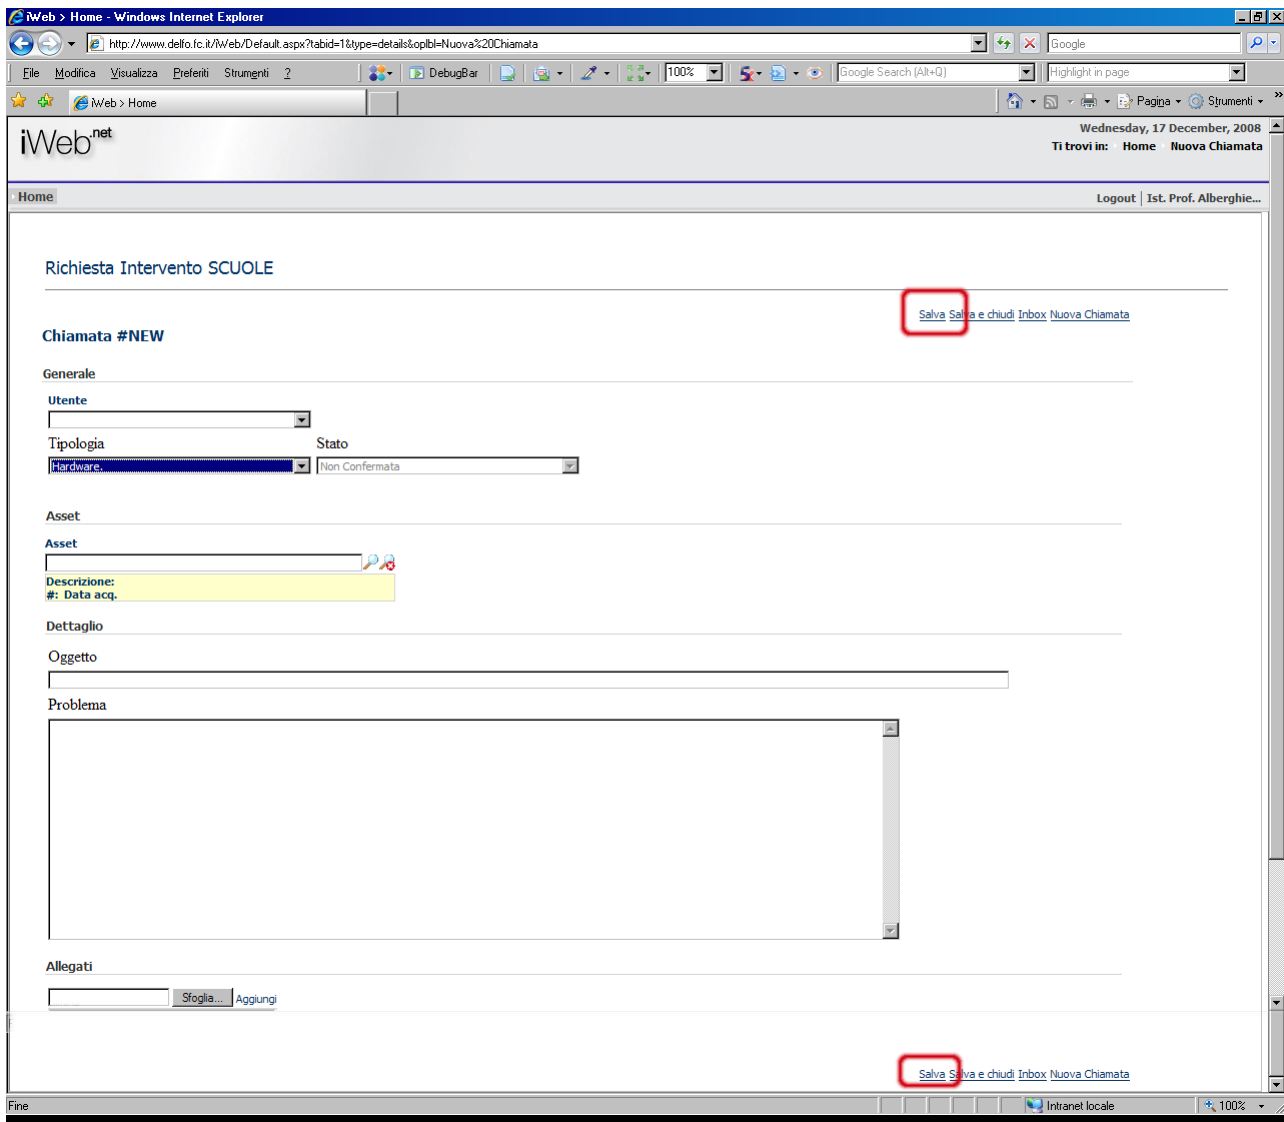 iWeb > Home - Windows Internet Explorer
http://www.delfo.fc.it/iWeb/Default.aspx?tabid=1&type=details&oplbl=Nuova%20Chiamata
Google
File Modifica Visualizza Preferiti Strumenti ?
DebugBar
100%
Google Search (Alt+Q)
Highlight in page
iWeb > Home
Pagina
Strumenti
»
iWeb.net
Wednesday, 17 December, 2008
Ti trovi in: Home Nuova Chiamata
Home
Logout | Ist. Prof. Alberghie...
Richiesta Intervento SCUOLE
Salva Salva e chiudi Inbox Nuova Chiamata
Chiamata #NEW
Generale
Utente
Tipologia Stato
Hardware. Non Confermata
Asset
Asset
Descrizione:
#: Data acq.
Dettaglio
Oggetto
Problema
Allegati
Sfoglia... Aggiungi
Salva Salva e chiudi Inbox Nuova Chiamata
Fine
Intranet locale
100%